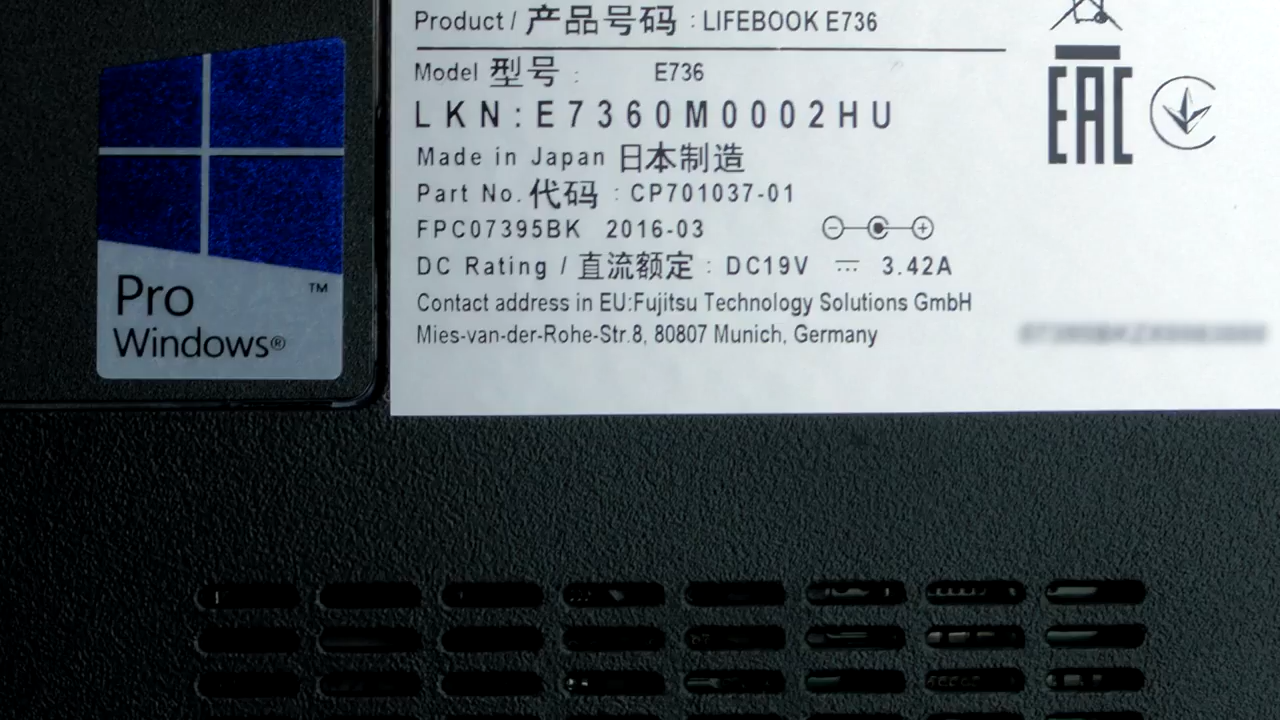 Pro ™
Windows®
Product / 产品号码 : LIFEBOOK E736
Model 型号 : E736
LKN:E7360M0002HU
Made in Japan 日本制造
Part No. 代码 : CP701037-01
FPC07395BK 2016-03
DC Rating / 直流额定 : DC19V ⎓ 3.42A
Contact address in EU:Fujitsu Technology Solutions GmbH
Mies-van-der-Rohe-Str.8, 80807 Munich, Germany
EAC